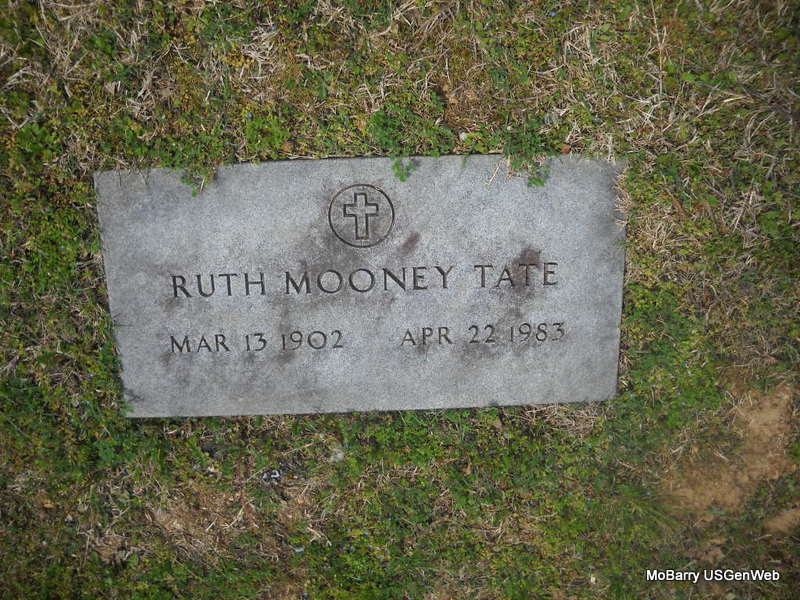 RUTH MOONEY TATE
MAR 13 1902 APR 22 1983
MoBarry USGenWeb